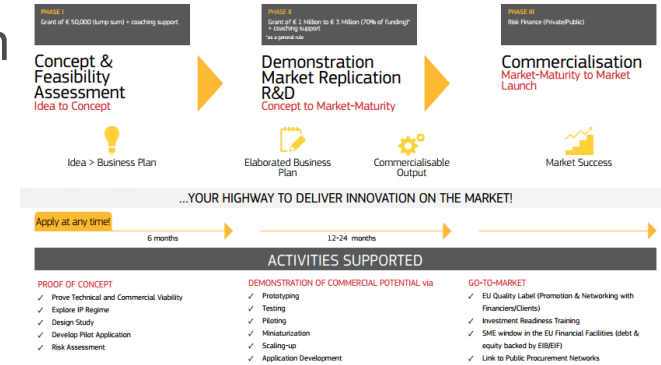 n
PHASE I
Grant of € 50,000 (lump sum) + coaching support
PHASE II
Grant of € 1 Million to € 3 Million (70% of funding)*
+ coaching support
*as a general rule
PHASE III
Risk Finance (Private/Public)
Concept &
Feasibility
Assessment
Idea to Concept
Demonstration
Market Replication
R&D
Concept to Market-Maturity
Commercialisation
Market-Maturity to Market
Launch
Idea > Business Plan
Elaborated Business
Plan
Commercialisable
Output
Market Success
...YOUR HIGHWAY TO DELIVER INNOVATION ON THE MARKET!
Apply at any time!
6 months
12-24 months
ACTIVITIES SUPPORTED
PROOF OF CONCEPT
✓ Prove Technical and Commercial Viability
✓ Explore IP Regime
✓ Design Study
✓ Develop Pilot Application
✓ Risk Assessment
DEMONSTRATION OF COMMERCIAL POTENTIAL via
✓ Prototyping
✓ Testing
✓ Piloting
✓ Miniaturization
✓ Scaling-up
✓ Application Development
GO-TO-MARKET
✓ EU Quality Label (Promotion & Networking with
Financiers/Clients)
✓ Investment Readiness Training
✓ SME window in the EU Financial Facilities (debt &
equity backed by EIB/EIF)
✓ Link to Public Procurement Networks